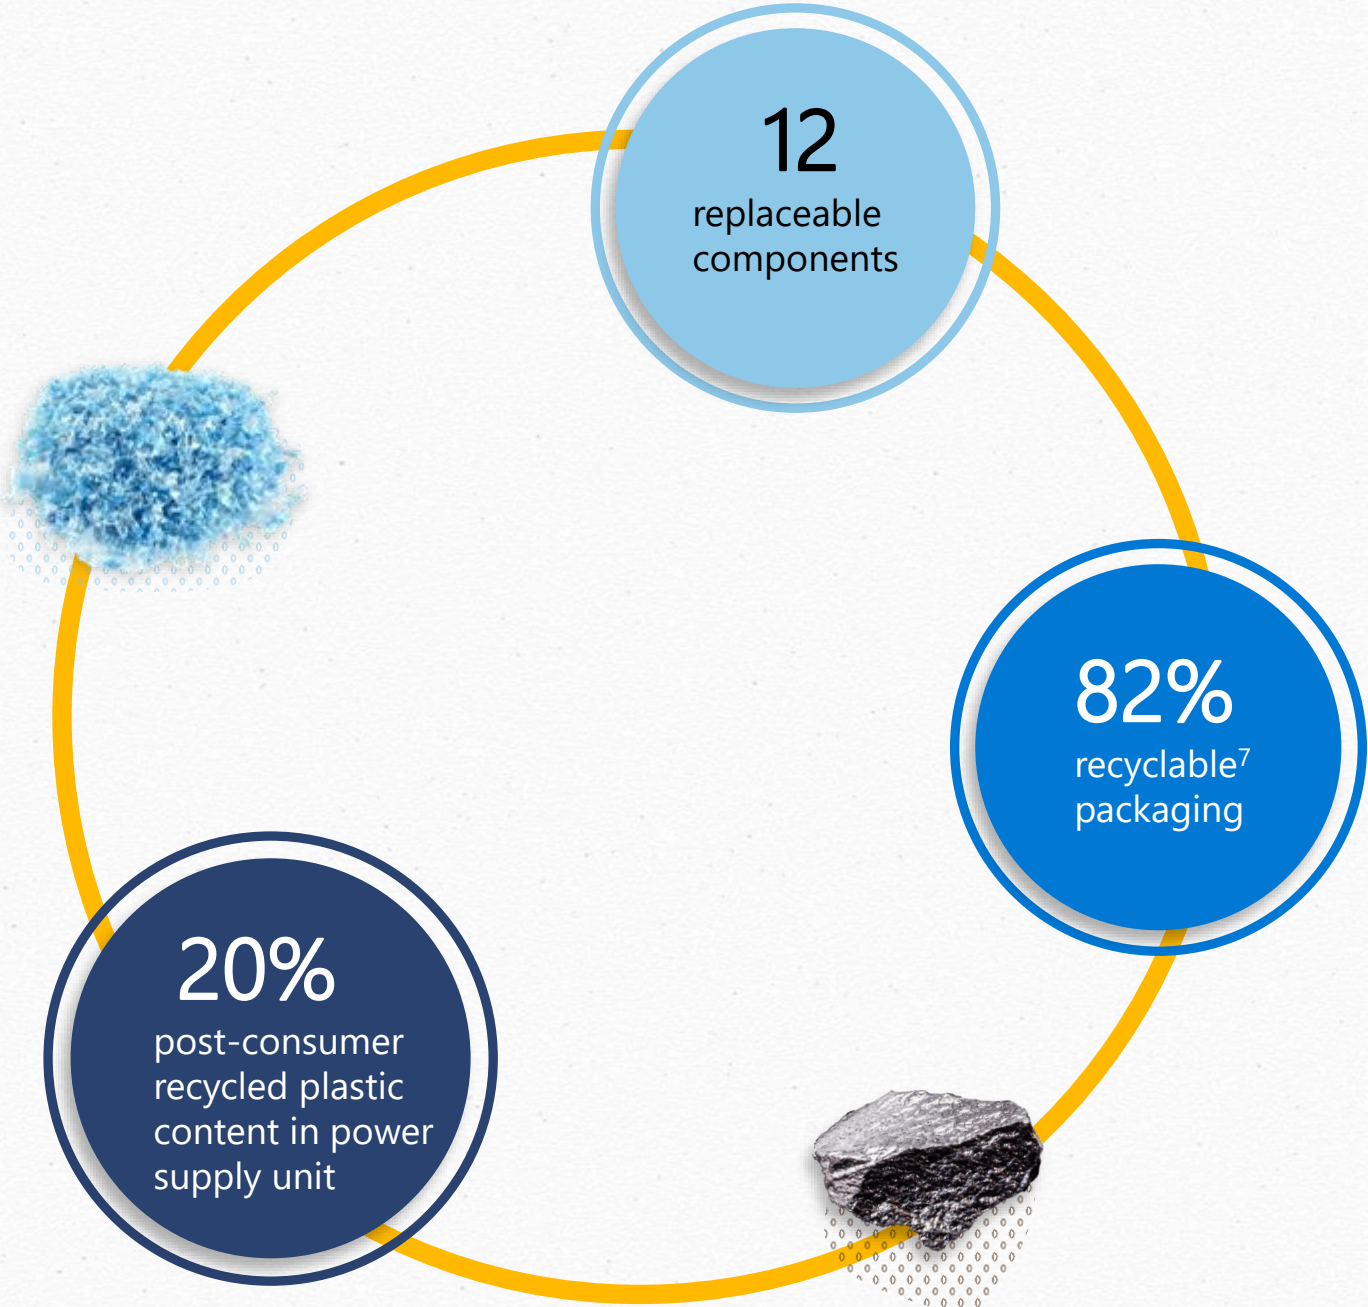 12
replaceable
components
82%
recyclable⁷
packaging
20%
post-consumer
recycled plastic
content in power
supply unit